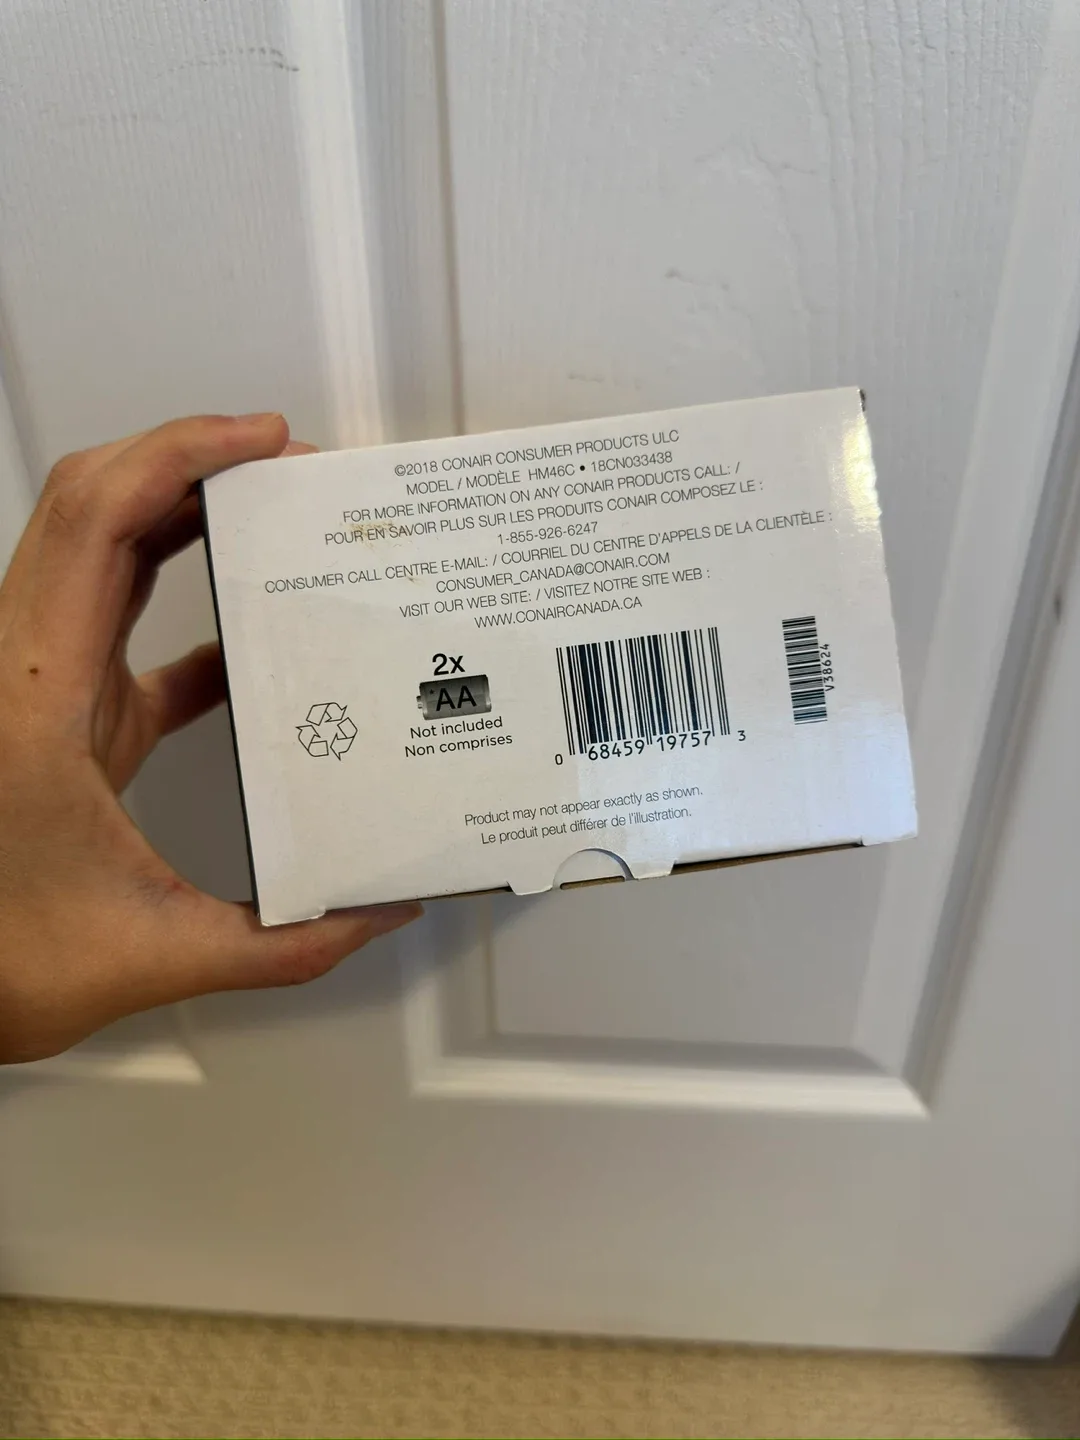 ©2018 CONAIR CONSUMER PRODUCTS ULC
MODEL / MODÈLE HM46C • 18CN033438
FOR MORE INFORMATION ON ANY CONAIR PRODUCTS CALL: /
POUR EN SAVOIR PLUS SUR LES PRODUITS CONAIR COMPOSEZ LE :
1-855-926-6247
CONSUMER CALL CENTRE E-MAIL: / COURRIEL DU CENTRE D'APPELS DE LA CLIENTÈLE :
CONSUMER_CANADA@CONAIR.COM
VISIT OUR WEB SITE: / VISITEZ NOTRE SITE WEB :
WWW.CONAIRCANADA.CA
2x
AA
Not included
Non comprises
0 68459 19757 3
V38624
Product may not appear exactly as shown.
Le produit peut différer de l'illustration.